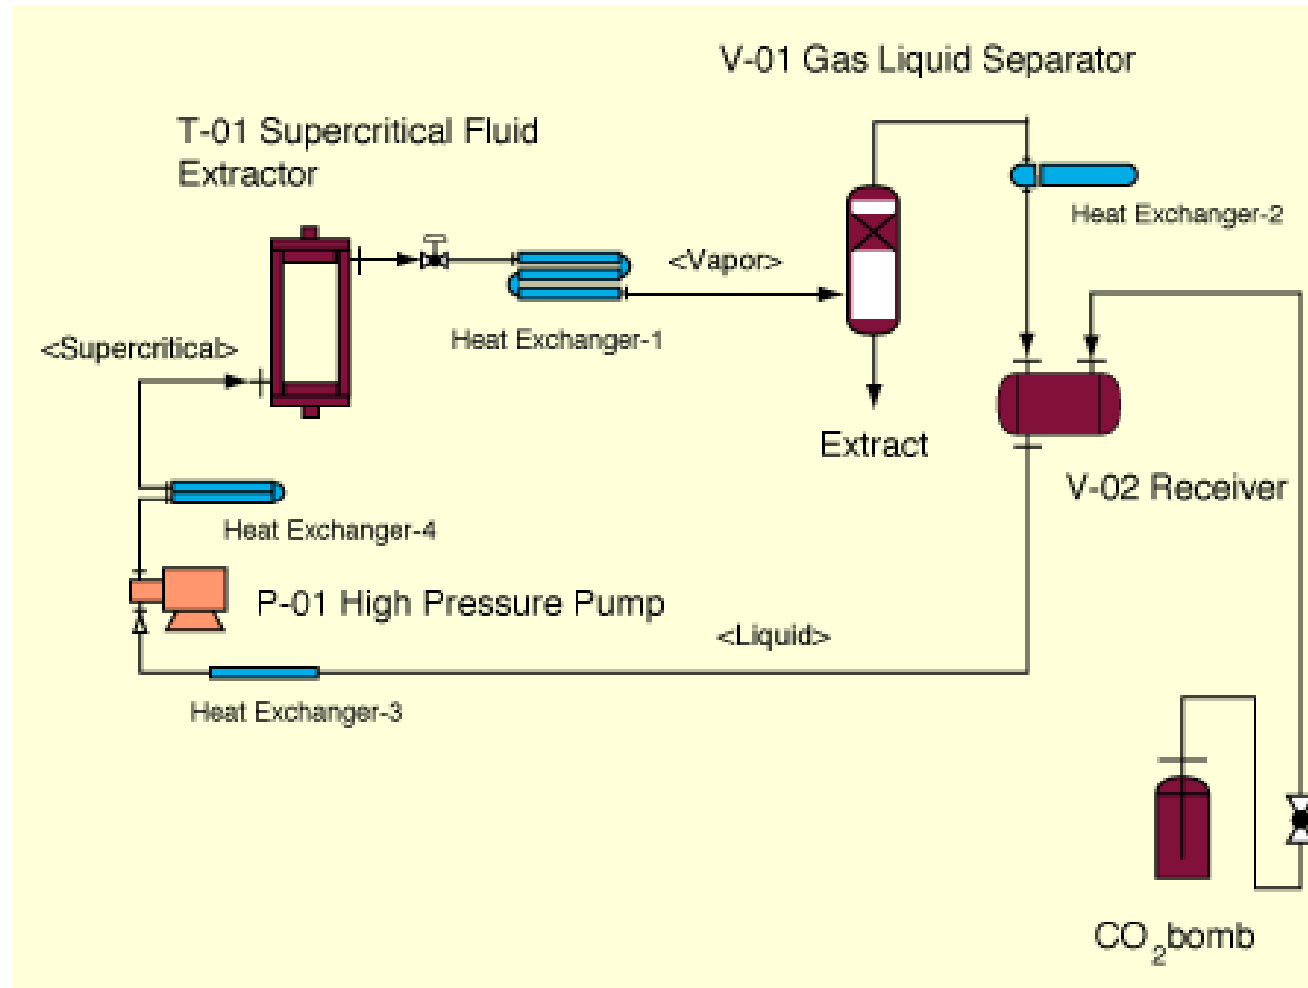 V-01 Gas Liquid Separator
T-01 Supercritical Fluid
Extractor
Heat Exchanger-2
<Vapor>
Heat Exchanger-1
<Supercritical>
Extract
V-02 Receiver
Heat Exchanger-4
P-01 High Pressure Pump
<Liquid>
Heat Exchanger-3
CO2bomb